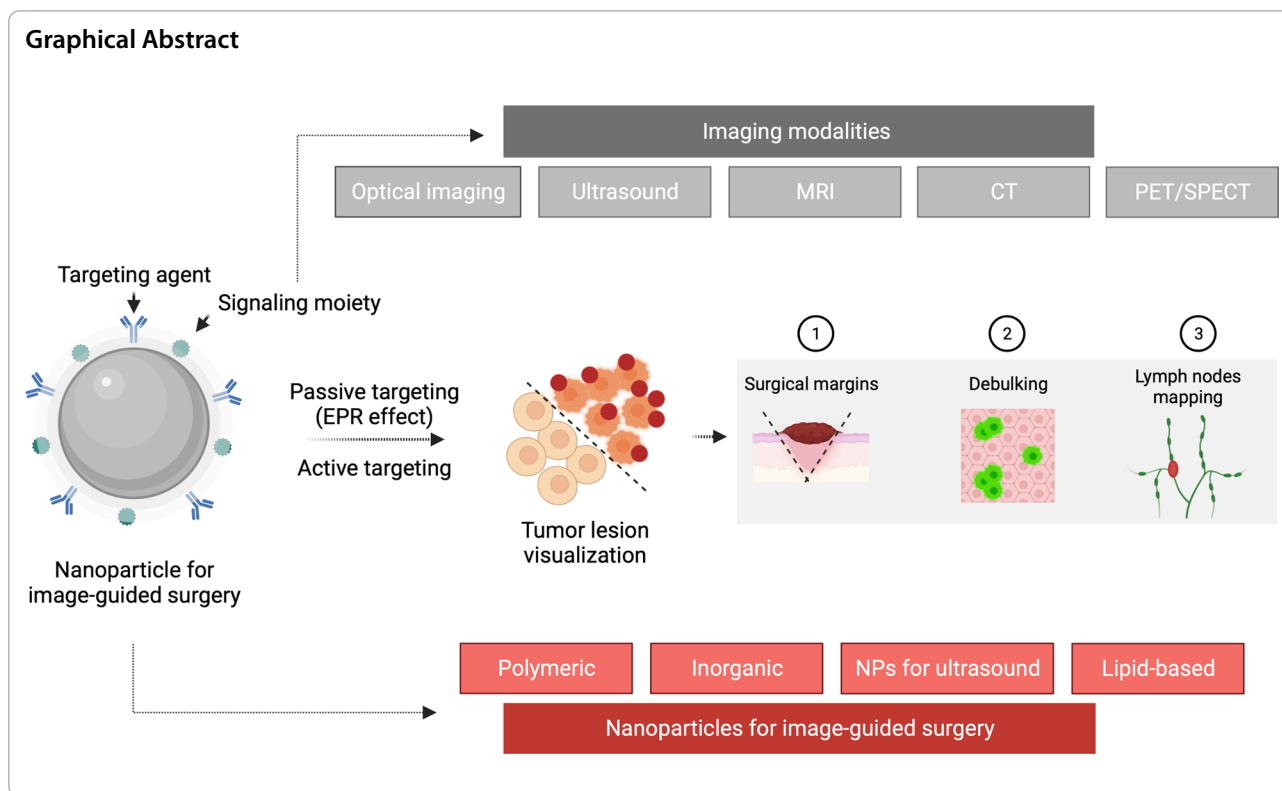 Graphical Abstract
Imaging modalities
Optical imaging
Ultrasound
MRI
CT
PET/SPECT
Targeting agent
Signaling moiety
Passive targeting
(EPR effect)
Active targeting
Nanoparticle for
image-guided surgery
Tumor lesion
visualization
1
Surgical margins
2
Debulking
3
Lymph nodes
mapping
Polymeric
Inorganic
NPs for ultrasound
Lipid-based
Nanoparticles for image-guided surgery